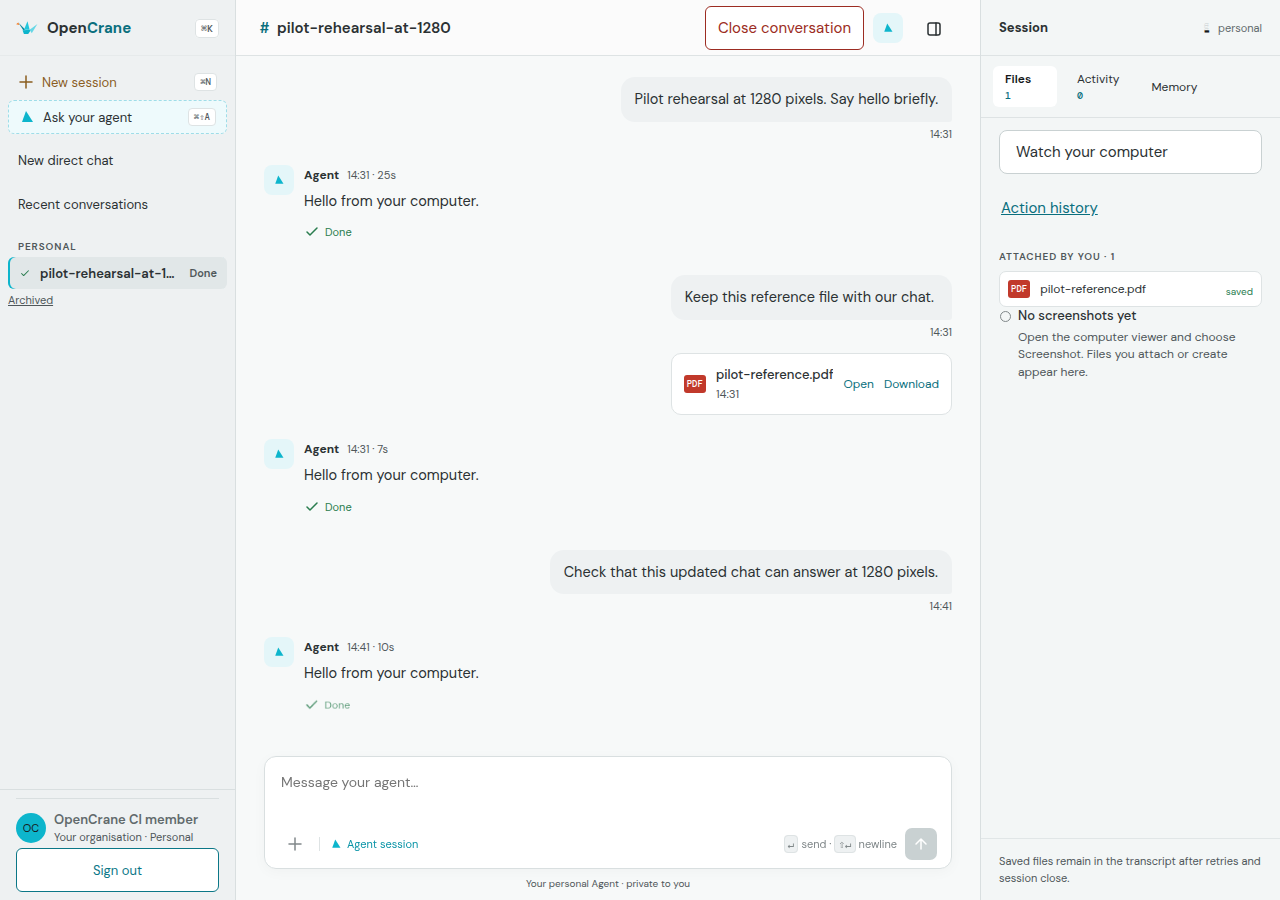 OpenCrane
⌘K
New session
⌘N
Ask your agent
⌘⇧A
New direct chat
Recent conversations
PERSONAL
pilot-rehearsal-at-1… Done
Archived
OC
OpenCrane CI member
Your organisation · Personal
Sign out
# pilot-rehearsal-at-1280
Close conversation
Pilot rehearsal at 1280 pixels. Say hello briefly.
14:31
Agent 14:31 · 25s
Hello from your computer.
Done
Keep this reference file with our chat.
14:31
PDF
pilot-reference.pdf
14:31
Open Download
Agent 14:31 · 7s
Hello from your computer.
Done
Check that this updated chat can answer at 1280 pixels.
14:41
Agent 14:41 · 10s
Hello from your computer.
Done
Message your agent…
Agent session
↵ send · ⇧↵ newline
Your personal Agent · private to you
Session
personal
Files
1
Activity
0
Memory
Watch your computer
Action history
ATTACHED BY YOU · 1
PDF pilot-reference.pdf saved
No screenshots yet
Open the computer viewer and choose
Screenshot. Files you attach or create
appear here.
Saved files remain in the transcript after retries and
session close.